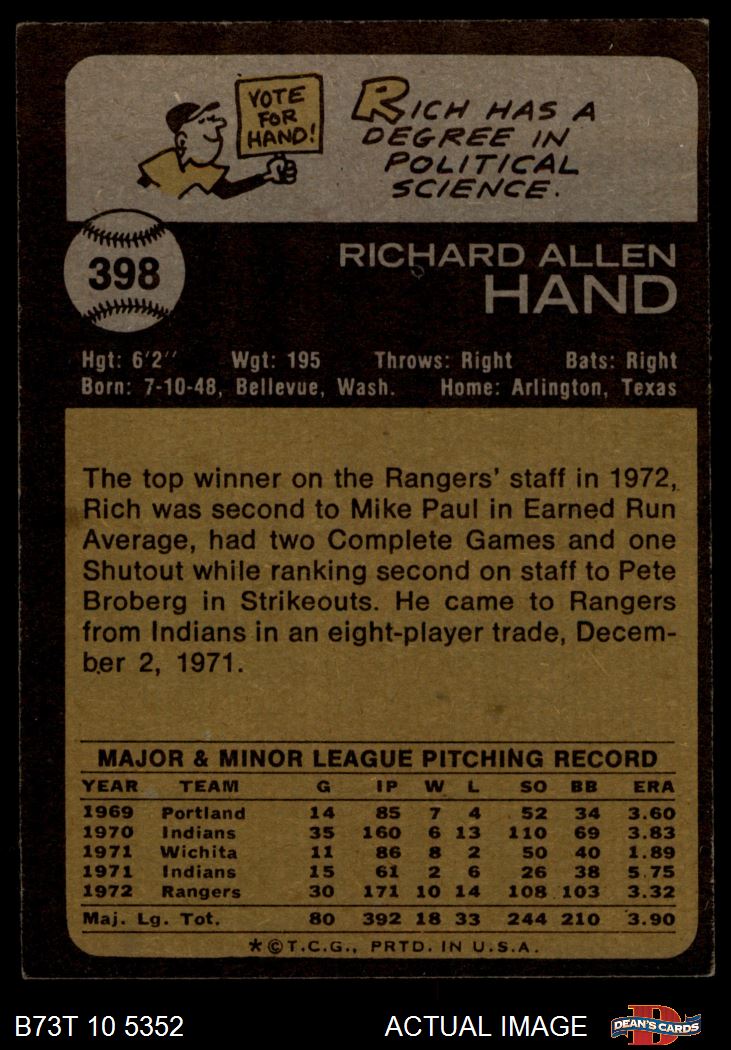 VOTE
FOR
HAND!
RICH HAS A
DEGREE IN
POLITICAL
SCIENCE.
398
RICHARD ALLEN
HAND
Hgt: 6'2" Wgt: 195 Throws: Right Bats: Right
Born: 7-10-48, Bellevue, Wash. Home: Arlington, Texas
The top winner on the Rangers' staff in 1972,
Rich was second to Mike Paul in Earned Run
Average, had two Complete Games and one
Shutout while ranking second on staff to Pete
Broberg in Strikeouts. He came to Rangers
from Indians in an eight-player trade, Decem-
ber 2, 1971.
MAJOR & MINOR LEAGUE PITCHING RECORD
YEAR TEAM G IP W L SO BB ERA
1969 Portland 14 85 7 4 52 34 3.60
1970 Indians 35 160 6 13 110 69 3.83
1971 Wichita 11 86 8 2 50 40 1.89
1971 Indians 15 61 2 6 26 38 5.75
1972 Rangers 30 171 10 14 108 103 3.32
Maj. Lg. Tot. 80 392 18 33 244 210 3.90
*©T.C.G., PRTD. IN U.S.A.
B73T 10 5352 ACTUAL IMAGE DEAN'S CARDS